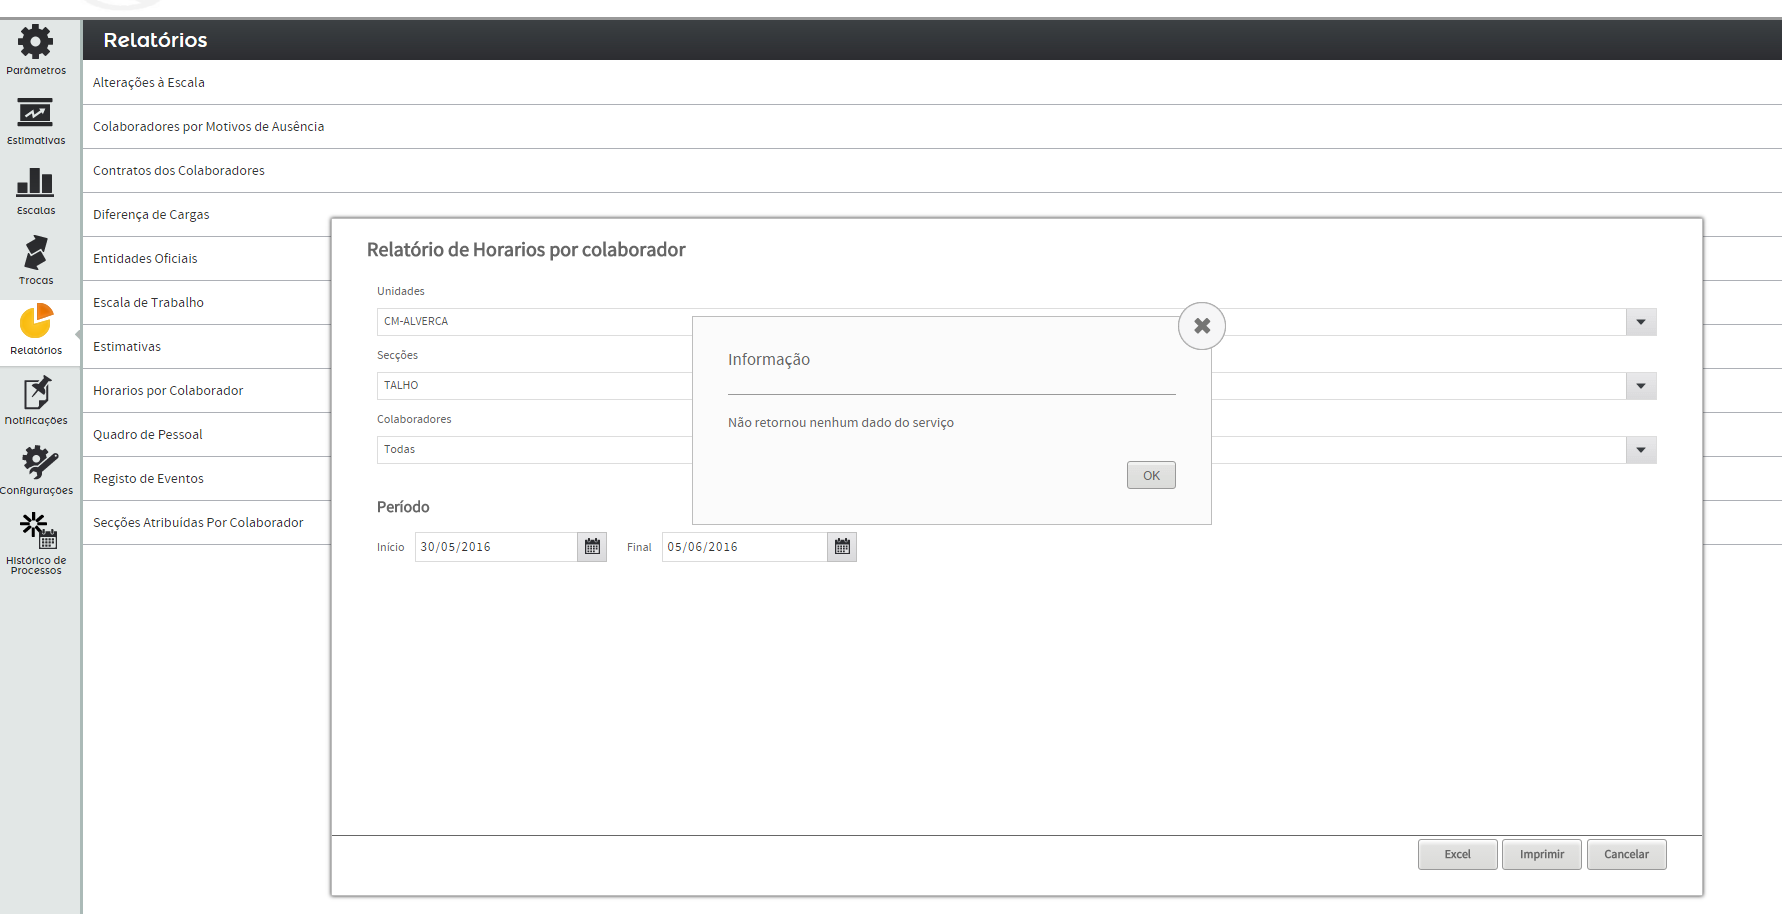 Relatórios
Parâmetros
Estimativas
Escalas
Trocas
Relatórios
Notificações
Configurações
Histórico de
Processos
Alterações à Escala
Colaboradores por Motivos de Ausência
Contratos dos Colaboradores
Diferença de Cargas
Entidades Oficiais
Escala de Trabalho
Estimativas
Horarios por Colaborador
Quadro de Pessoal
Registo de Eventos
Secções Atribuídas Por Colaborador
Relatório de Horarios por colaborador
Unidades
CM-ALVERCA
Secções
TALHO
Colaboradores
Todas
Período
Início 30/05/2016 Final 05/06/2016
Informação
Não retornou nenhum dado do serviço
OK
Excel Imprimir Cancelar